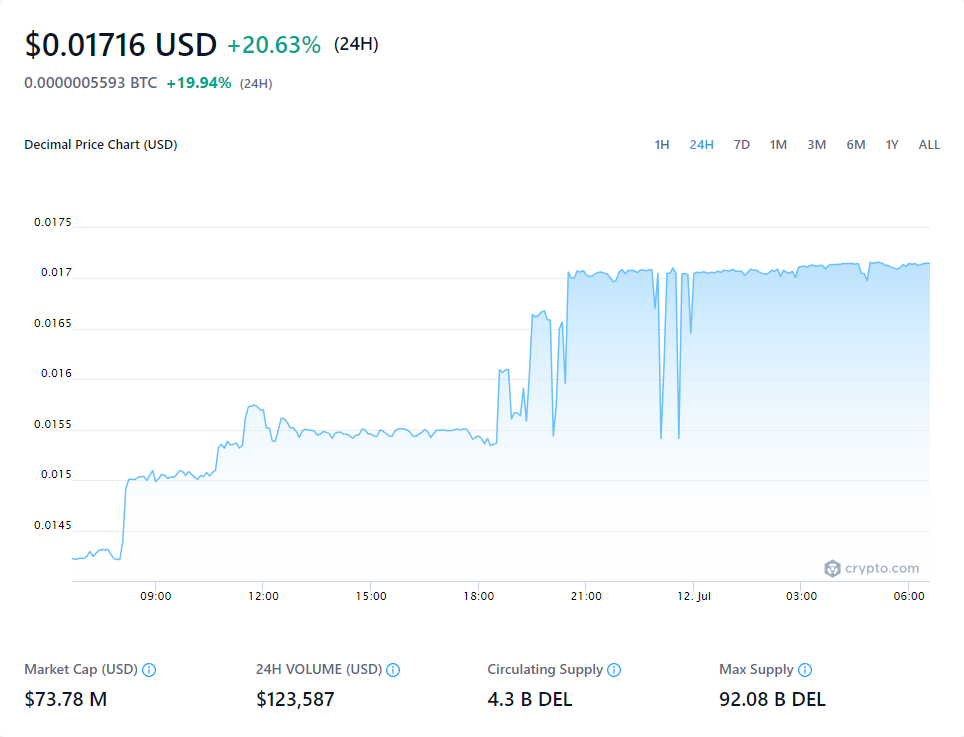 $0.01716 USD +20.63% (24H)
0.0000005593 BTC +19.94% (24H)
Decimal Price Chart (USD) 1H 24H 7D 1M 3M 6M 1Y ALL
0.0175
0.017
0.0165
0.016
0.0155
0.015
0.0145
crypto.com
09:00 12:00 15:00 18:00 21:00 12. Jul 03:00 06:00
Market Cap (USD) 24H VOLUME (USD) Circulating Supply Max Supply
$73.78 M $123,587 4.3 B DEL 92.08 B DEL